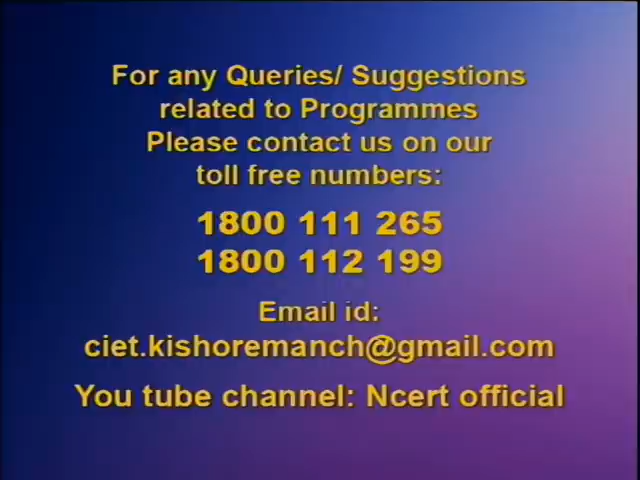 For any Queries/ Suggestions
related to Programmes
Please contact us on our
toll free numbers:
1800 111 265
1800 112 199
Email id:
ciet.kishoremanch@gmail.com
You tube channel: Ncert official